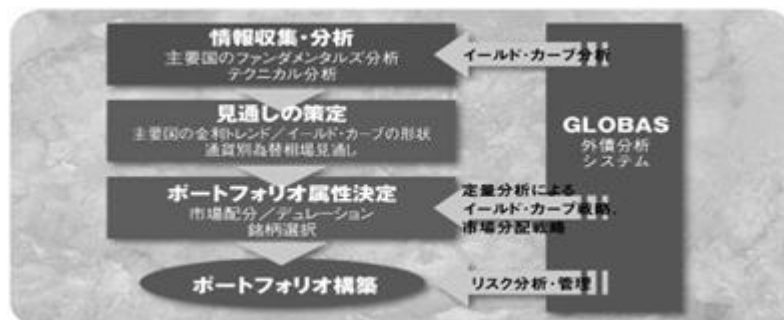 情報収集・分析
主要国のファンダメンタルズ分析
テクニカル分析
イールド・カーブ分析
見通しの策定
主要国の金利トレンド／イールド・カーブの形状
通貨別為替相場見通し
GLOBAS
外債分析
システム
ポートフォリオ属性決定
市場配分／デュレーション
銘柄選択
定量分析による
イールド・カーブ戦略、
市場分配戦略
ポートフォリオ構築
リスク分析・管理